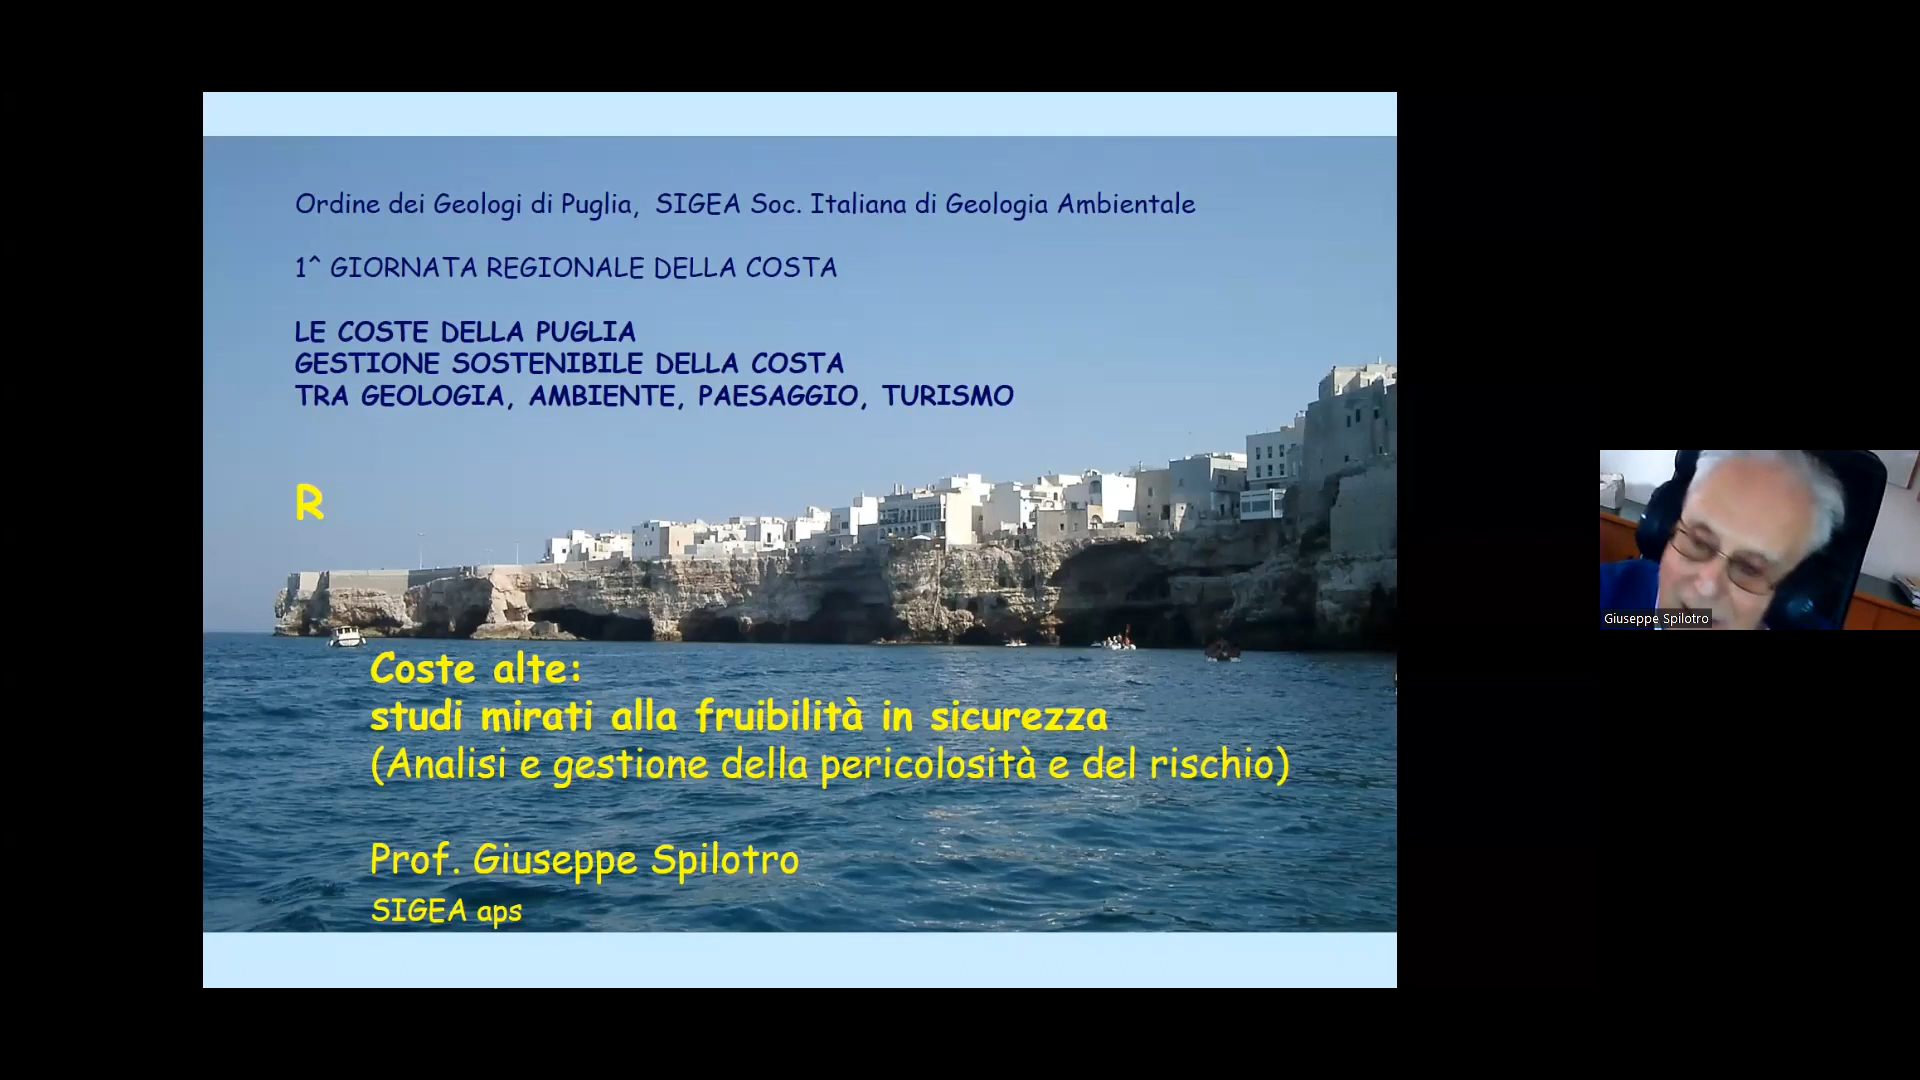 Ordine dei Geologi di Puglia, SIGEA Soc. Italiana di Geologia Ambientale
1^ GIORNATA REGIONALE DELLA COSTA
LE COSTE DELLA PUGLIA
GESTIONE SOSTENIBILE DELLA COSTA
TRA GEOLOGIA, AMBIENTE, PAESAGGIO, TURISMO
R
Coste alte:
studi mirati alla fruibilità in sicurezza
(Analisi e gestione della pericolosità e del rischio)
Prof. Giuseppe Spilotro
SIGEA aps
Giuseppe Spilotro